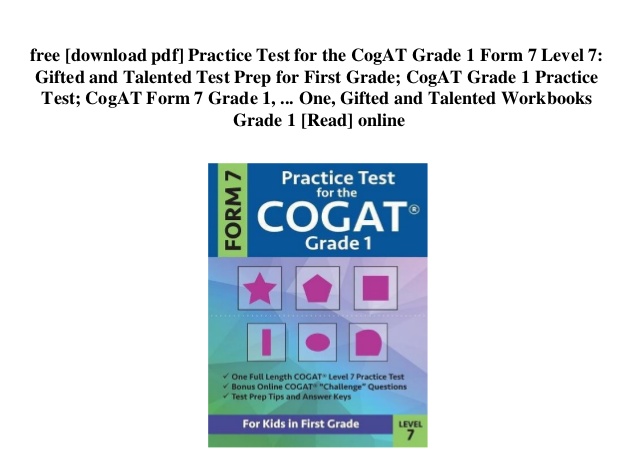 free [download pdf] Practice Test for the CogAT Grade 1 Form 7 Level 7:
Gifted and Talented Test Prep for First Grade; CogAT Grade 1 Practice
Test; CogAT Form 7 Grade 1, ... One, Gifted and Talented Workbooks
Grade 1 [Read] online
FORM 7
Practice Test
for the
COGAT®
Grade 1
✓ One Full Length COGAT® Level 7 Practice Test
✓ Bonus Online COGAT® "Challenge" Questions
✓ Test Prep Tips and Answer Keys
For Kids in First Grade
LEVEL
7